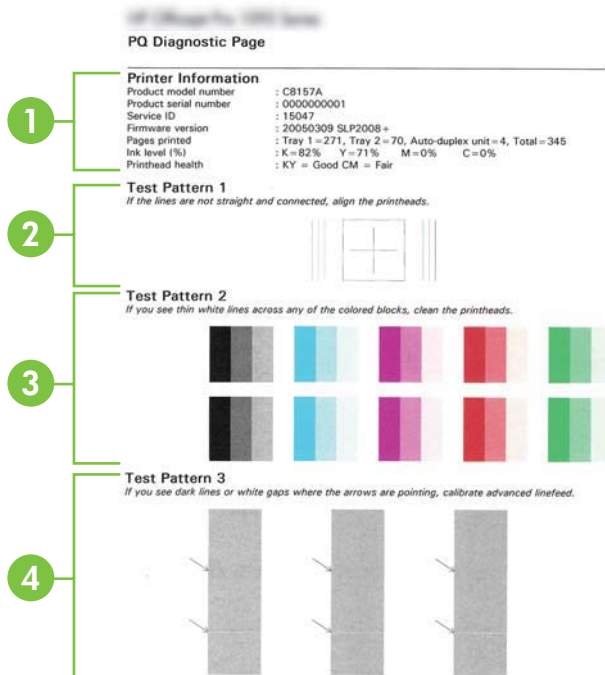 PQ Diagnostic Page
1
Printer Information
Product model number : C8157A
Product serial number : 0000000001
Service ID : 15047
Firmware version : 20050309 SLP2008+
Pages printed : Tray 1=271, Tray 2=70, Auto-duplex unit=4, Total=345
Ink level (%) : K=82% Y=71% M=0% C=0%
Printhead health : KY = Good CM = Fair
2
Test Pattern 1
If the lines are not straight and connected, align the printheads.
3
Test Pattern 2
If you see thin white lines across any of the colored blocks, clean the printheads.
4
Test Pattern 3
If you see dark lines or white gaps where the arrows are pointing, calibrate advanced linefeed.